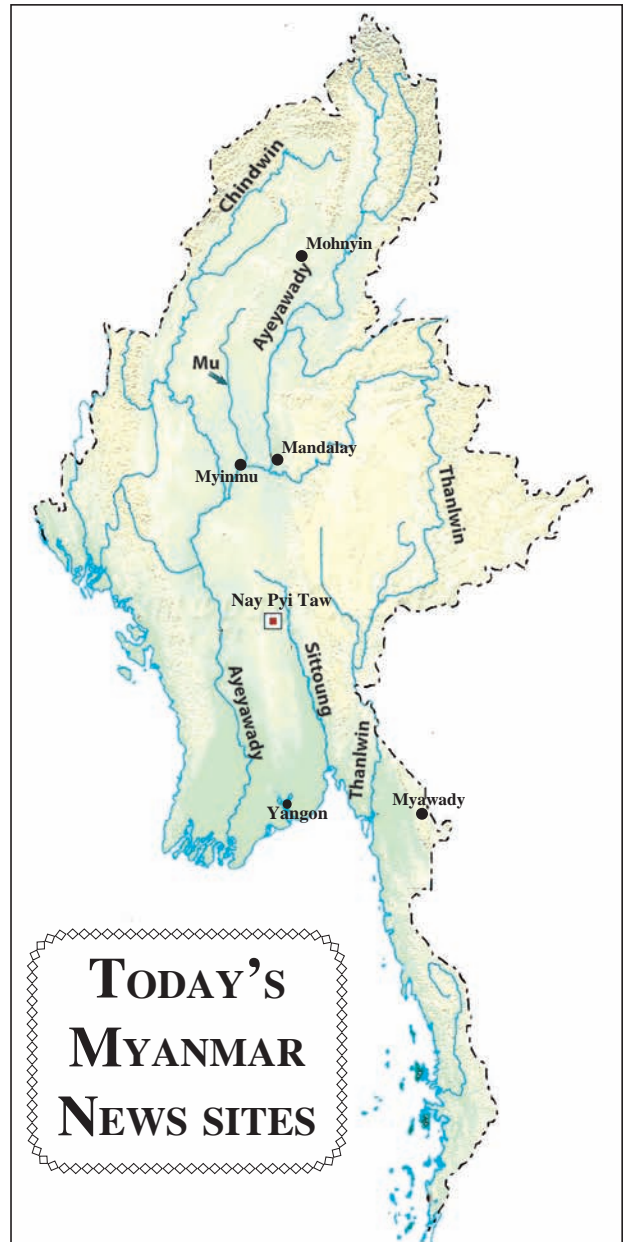 Chindwin
Mohnyin
Ayeyawady
Mu
Mandalay
Myinmu
Thanlwin
Nay Pyi Taw
Sittoung
Ayeyawady
Thanlwin
Myawady
Yangon
TODAY'S
MYANMAR
NEWS SITES